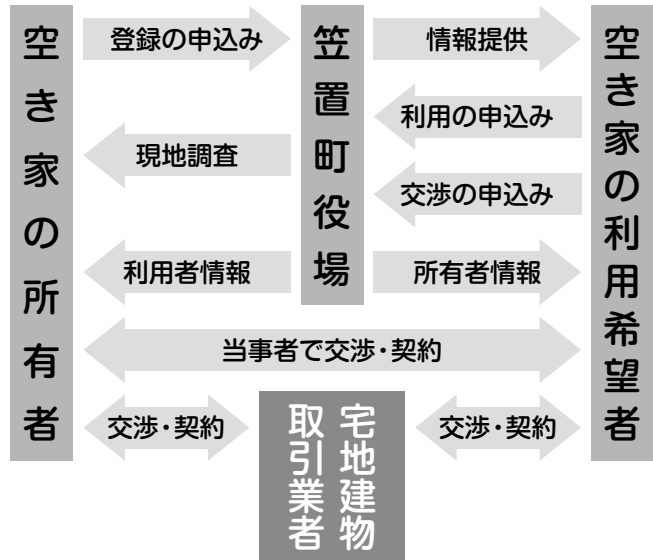 空き家の所有者
登録の申込み
笠置町役場
情報提供
空き家の利用希望者
利用の申込み
現地調査
交渉の申込み
利用者情報
所有者情報
当事者で交渉・契約
交渉・契約
宅地建物
取引業者
交渉・契約